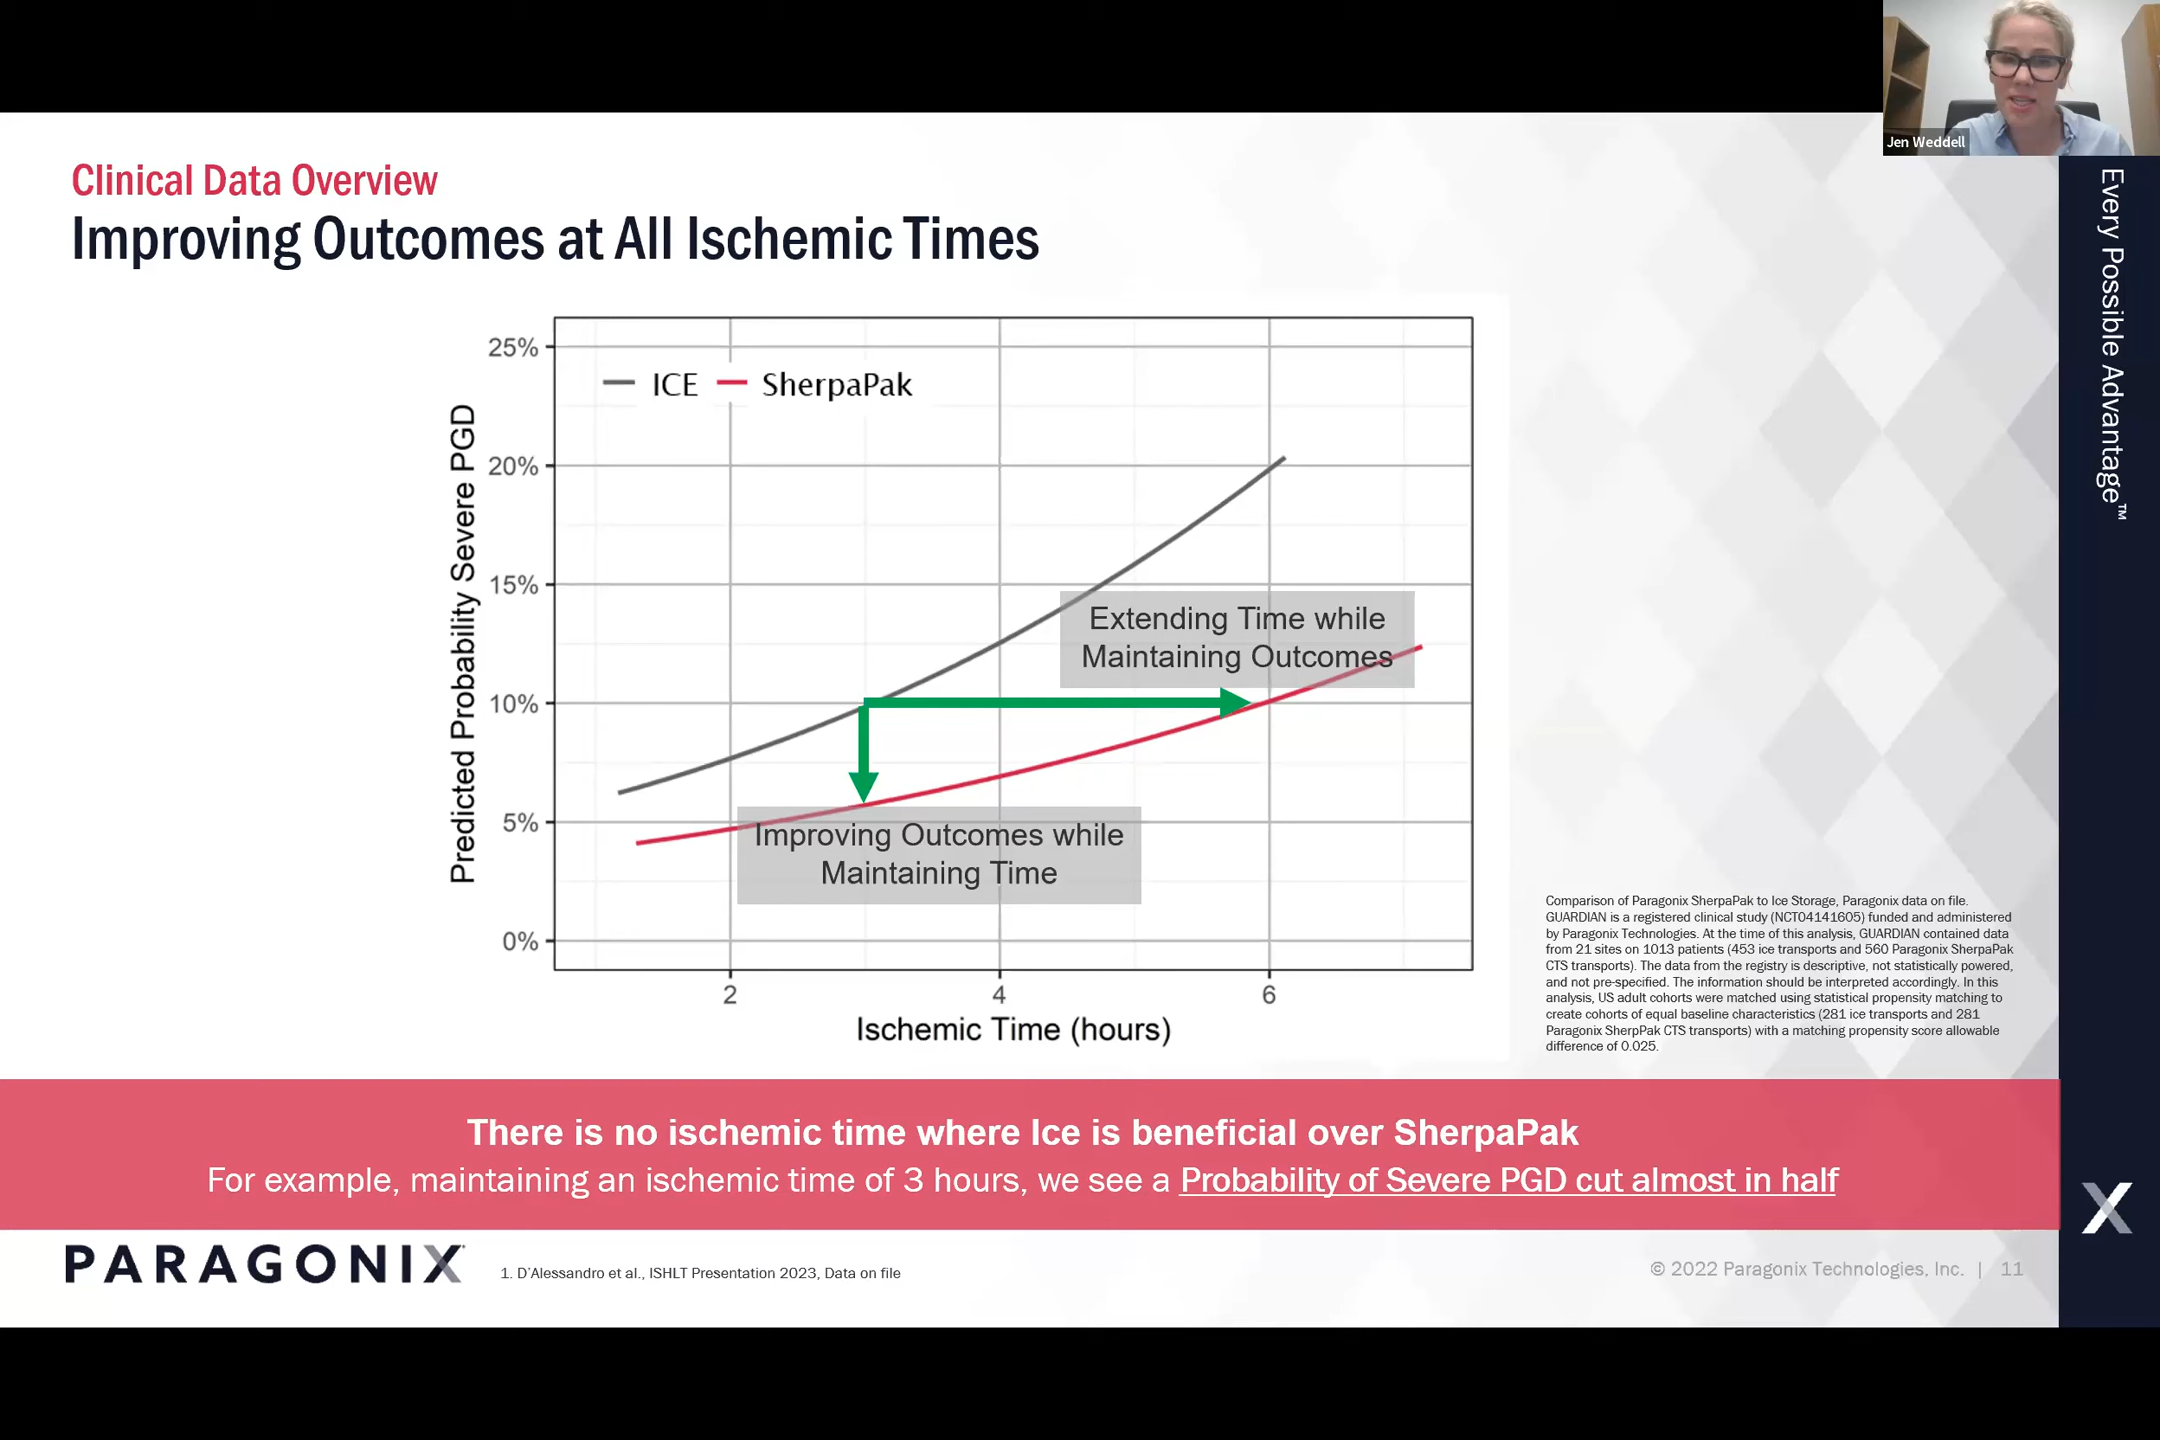 Jen Weddell
Clinical Data Overview
Improving Outcomes at All Ischemic Times
Every Possible Advantage™
25%
20%
15%
10%
5%
0%
Predicted Probability Severe PGD
ICE SherpaPak
Extending Time while
Maintaining Outcomes
Improving Outcomes while
Maintaining Time
2 4 6
Ischemic Time (hours)
Comparison of Paragonix SherpaPak to Ice Storage, Paragonix data on file.
GUARDIAN is a registered clinical study (NCT04141605) funded and administered
by Paragonix Technologies. At the time of this analysis, GUARDIAN contained data
from 21 sites on 1013 patients (453 ice transports and 560 Paragonix SherpaPak
CTS transports). The data from the registry is descriptive, not statistically powered,
and not pre-specified. The information should be interpreted accordingly. In this
analysis, US adult cohorts were matched using statistical propensity matching to
create cohorts of equal baseline characteristics (281 ice transports and 281
Paragonix SherpPak CTS transports) with a matching propensity score allowable
difference of 0.025.
There is no ischemic time where Ice is beneficial over SherpaPak
For example, maintaining an ischemic time of 3 hours, we see a Probability of Severe PGD cut almost in half
PARAGONIX
1. D'Alessandro et al., ISHLT Presentation 2023, Data on file
© 2022 Paragonix Technologies, Inc. | 11
X